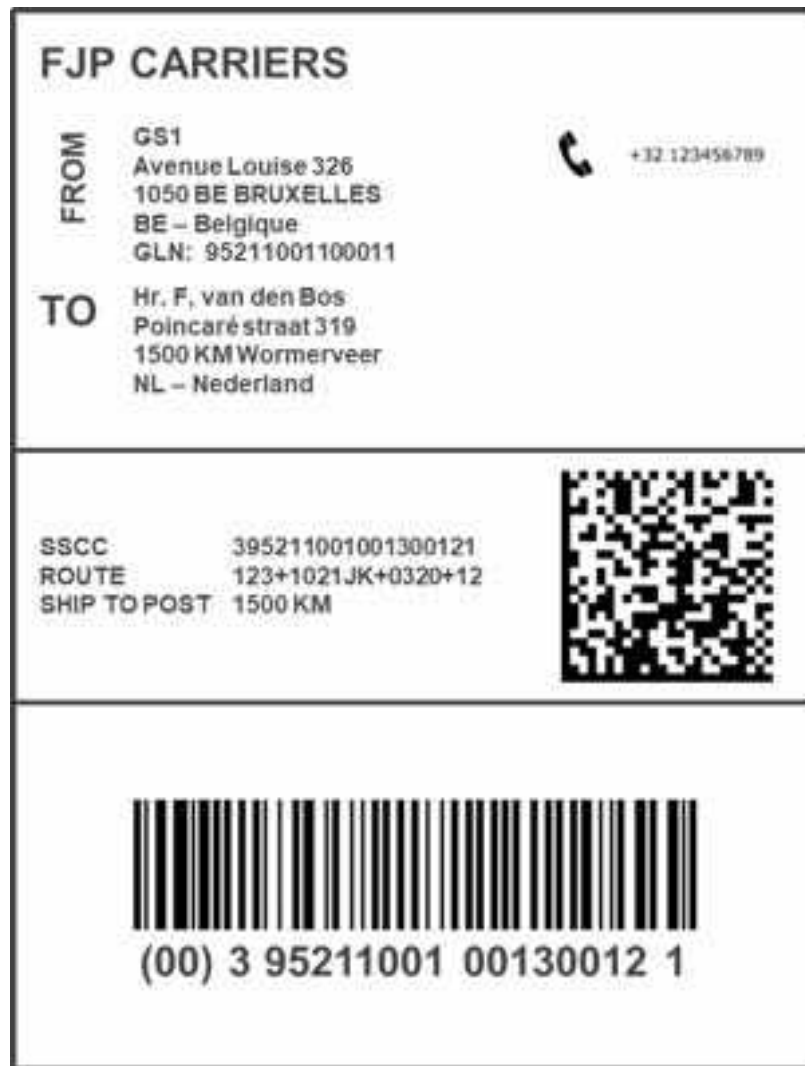 FJP CARRIERS
FROM
GS1
Avenue Louise 326
1050 BE BRUXELLES
BE – Belgique
GLN: 95211001100011
+32 123456789
TO
Hr. F. van den Bos
Poincaréstraat 319
1500 KM Wormerveer
NL – Nederland
SSCC 395211001001300121
ROUTE 123+1021JK+0320+12
SHIP TO POST 1500 KM
(00) 3 95211001 00130012 1